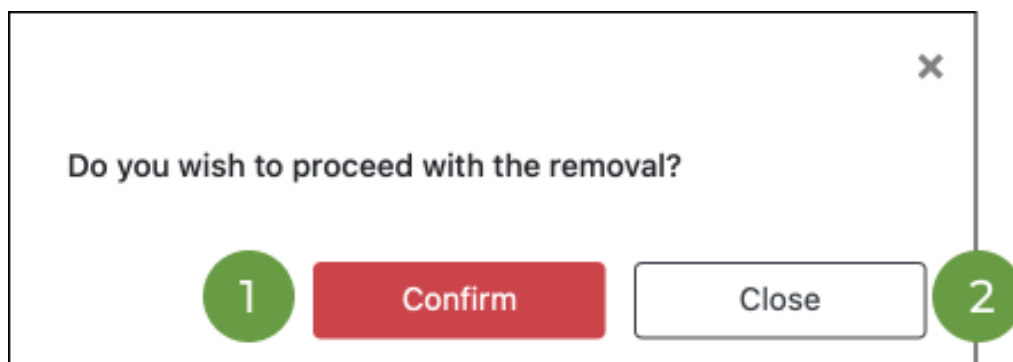 ×
Do you wish to proceed with the removal?
1 Confirm Close 2